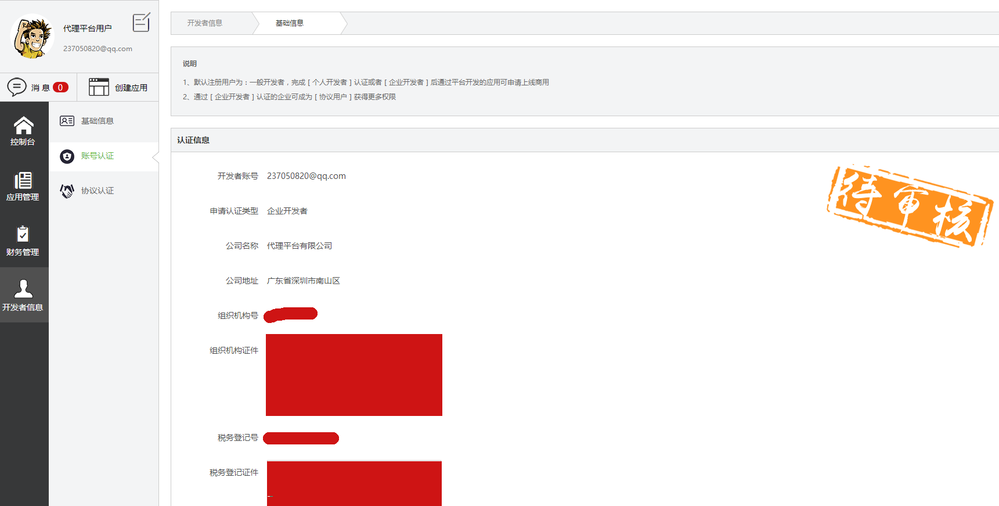 代理平台用户
237050820@qq.com
消 息 0
创建应用
控制台
应用管理
财务管理
开发者信息
基础信息
账号认证
协议认证
开发者信息
基础信息
说明
1、默认注册用户为：一般开发者，完成 [ 个人开发者 ] 认证或者 [ 企业开发者 ] 后通过平台开发的应用可申请上线商用
2、通过 [ 企业开发者 ] 认证的企业可成为 [ 协议用户 ] 获得更多权限
认证信息
待审核
开发者账号 237050820@qq.com
申请认证类型 企业开发者
公司名称 代理平台有限公司
公司地址 广东省深圳市南山区
组织机构号
组织机构证件
税务登记号
税务登记证件